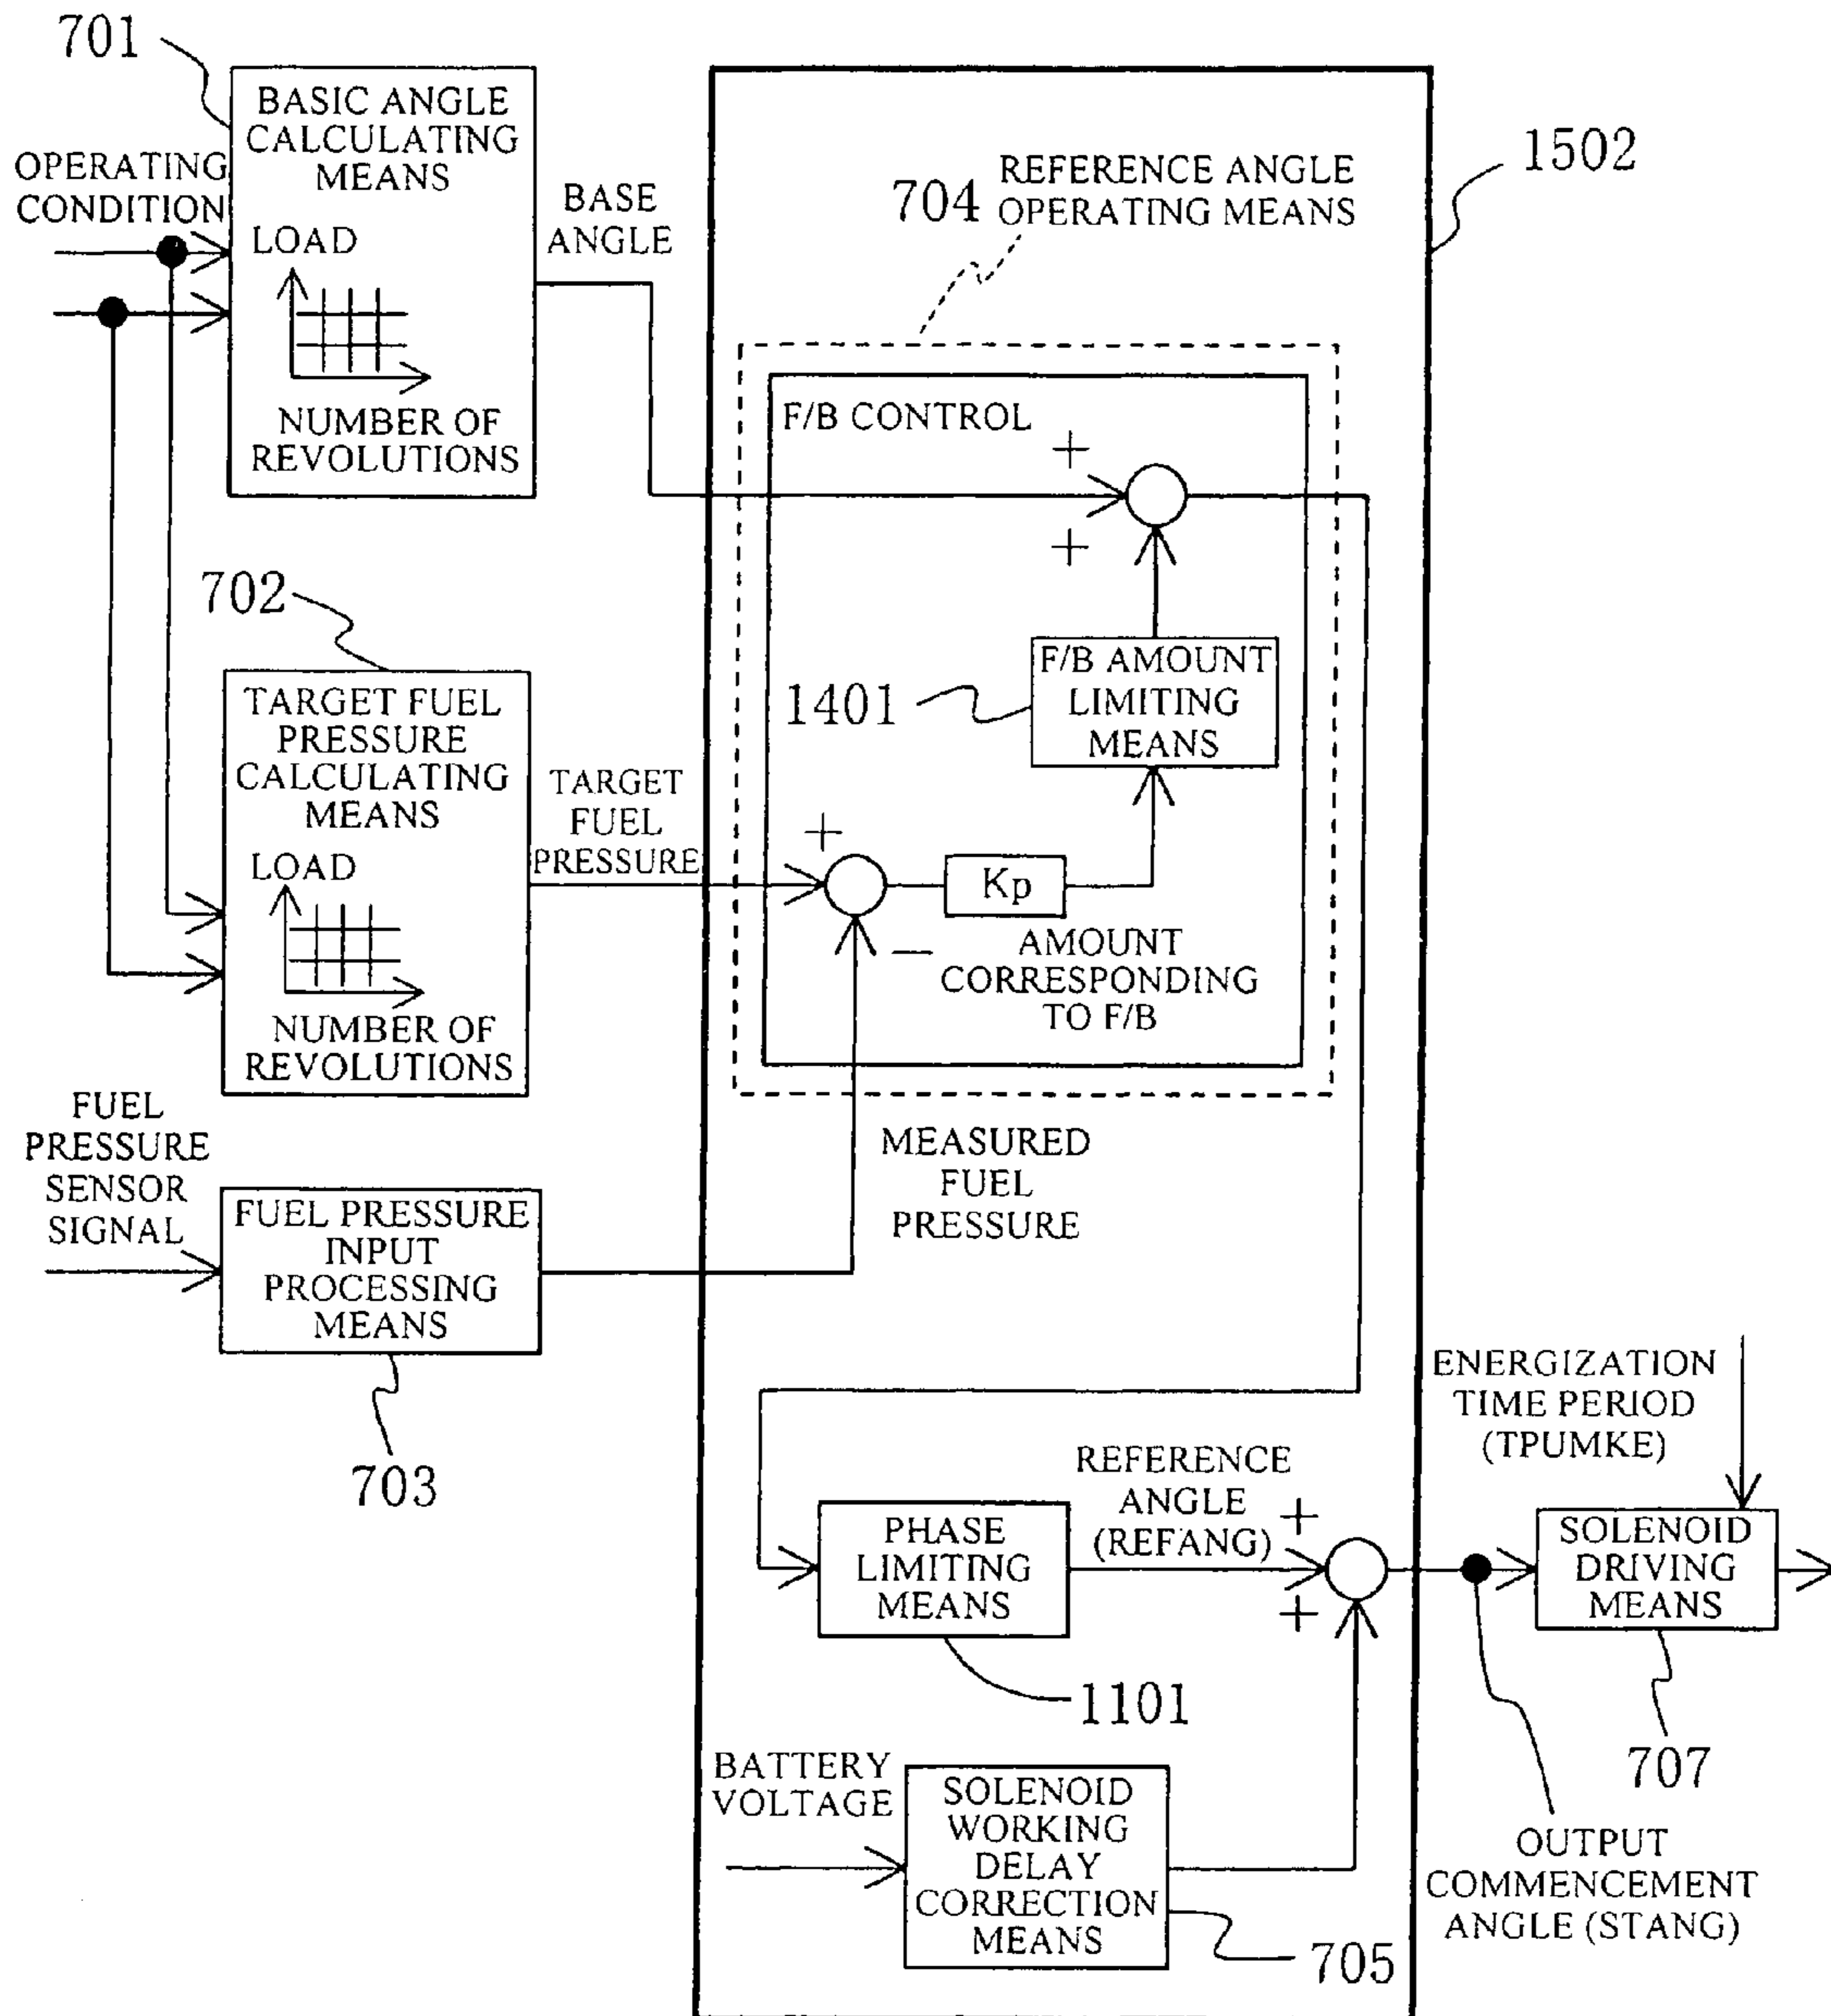 701
BASIC ANGLE
CALCULATING
MEANS
LOAD
NUMBER OF
REVOLUTIONS
OPERATING
CONDITION
BASE
ANGLE
1502
704
REFERENCE ANGLE
OPERATING MEANS
F/B CONTROL
+
+
F/B AMOUNT
LIMITING
MEANS
1401
702
TARGET FUEL
PRESSURE
CALCULATING
MEANS
LOAD
NUMBER OF
REVOLUTIONS
TARGET
FUEL
PRESSURE
+
−
Kp
AMOUNT
CORRESPONDING
TO F/B
FUEL
PRESSURE
SENSOR
SIGNAL
FUEL PRESSURE
INPUT
PROCESSING
MEANS
703
MEASURED
FUEL
PRESSURE
PHASE
LIMITING
MEANS
1101
REFERENCE
ANGLE
(REFANG)
+
+
ENERGIZATION
TIME PERIOD
(TPUMKE)
SOLENOID
DRIVING
MEANS
707
BATTERY
VOLTAGE
SOLENOID
WORKING
DELAY
CORRECTION
MEANS
705
OUTPUT
COMMENCEMENT
ANGLE (STANG)